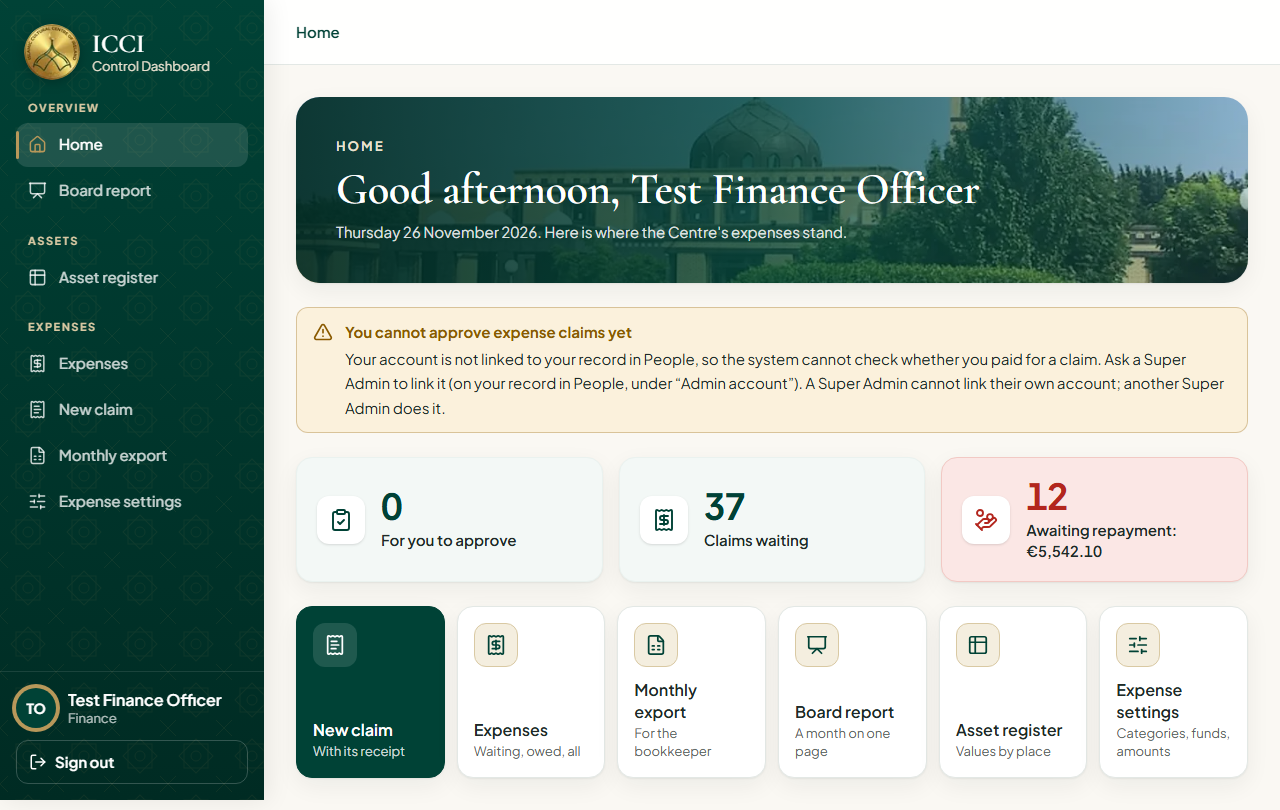 ICCI
Control Dashboard
OVERVIEW
Home
Board report
ASSETS
Asset register
EXPENSES
Expenses
New claim
Monthly export
Expense settings
TO
Test Finance Officer
Finance
Sign out
Home
HOME
Good afternoon, Test Finance Officer
Thursday 26 November 2026. Here is where the Centre's expenses stand.
You cannot approve expense claims yet
Your account is not linked to your record in People, so the system cannot check whether you paid for a claim. Ask a Super
Admin to link it (on your record in People, under “Admin account”). A Super Admin cannot link their own account; another Super
Admin does it.
0
For you to approve
37
Claims waiting
12
Awaiting repayment:
€5,542.10
New claim
With its receipt
Expenses
Waiting, owed, all
Monthly
export
For the
bookkeeper
Board report
A month on one
page
Asset register
Values by place
Expense
settings
Categories, funds,
amounts